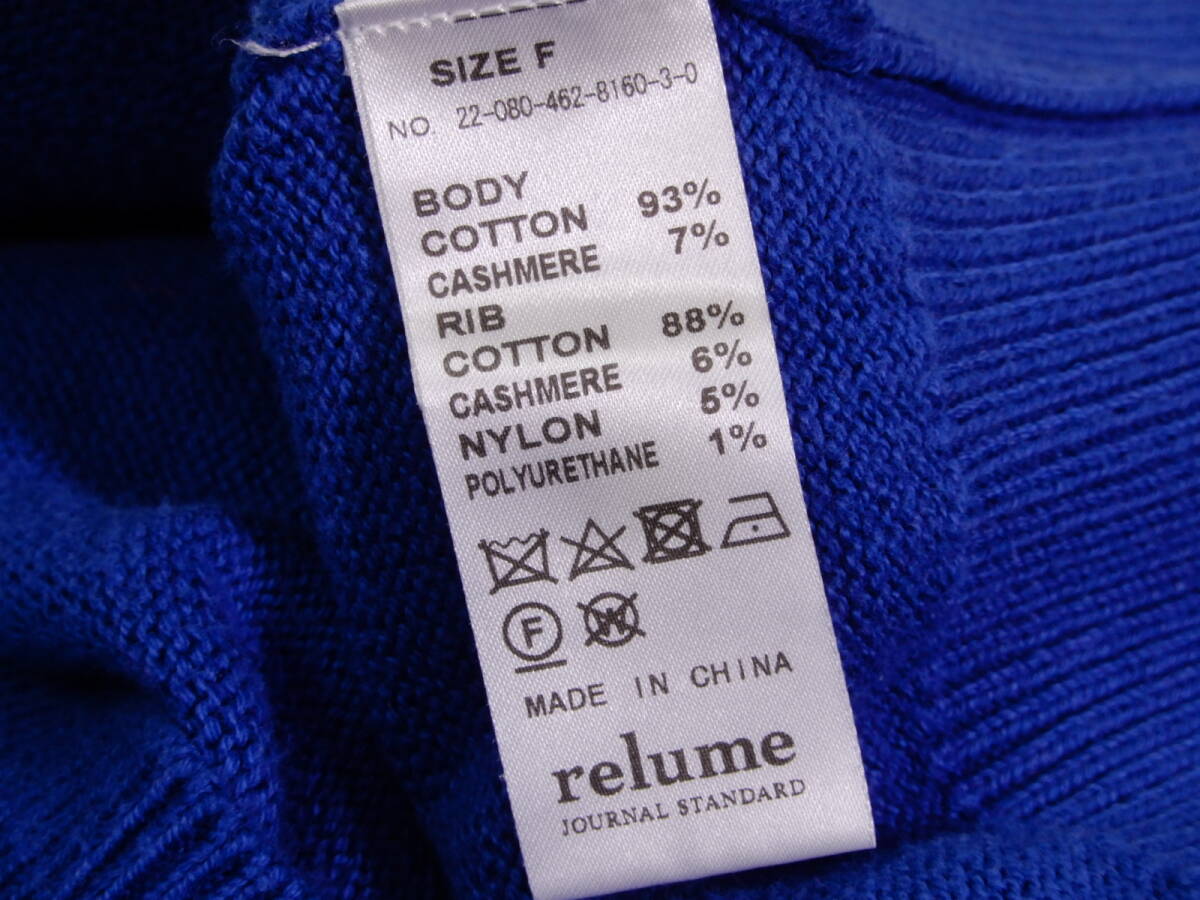 SIZE F
NO. 22-080-462-8160-3-0
BODY
COTTON 93%
CASHMERE 7%
RIB
COTTON 88%
CASHMERE 6%
NYLON 5%
POLYURETHANE 1%
F W
MADE IN CHINA
relume
JOURNAL STANDARD